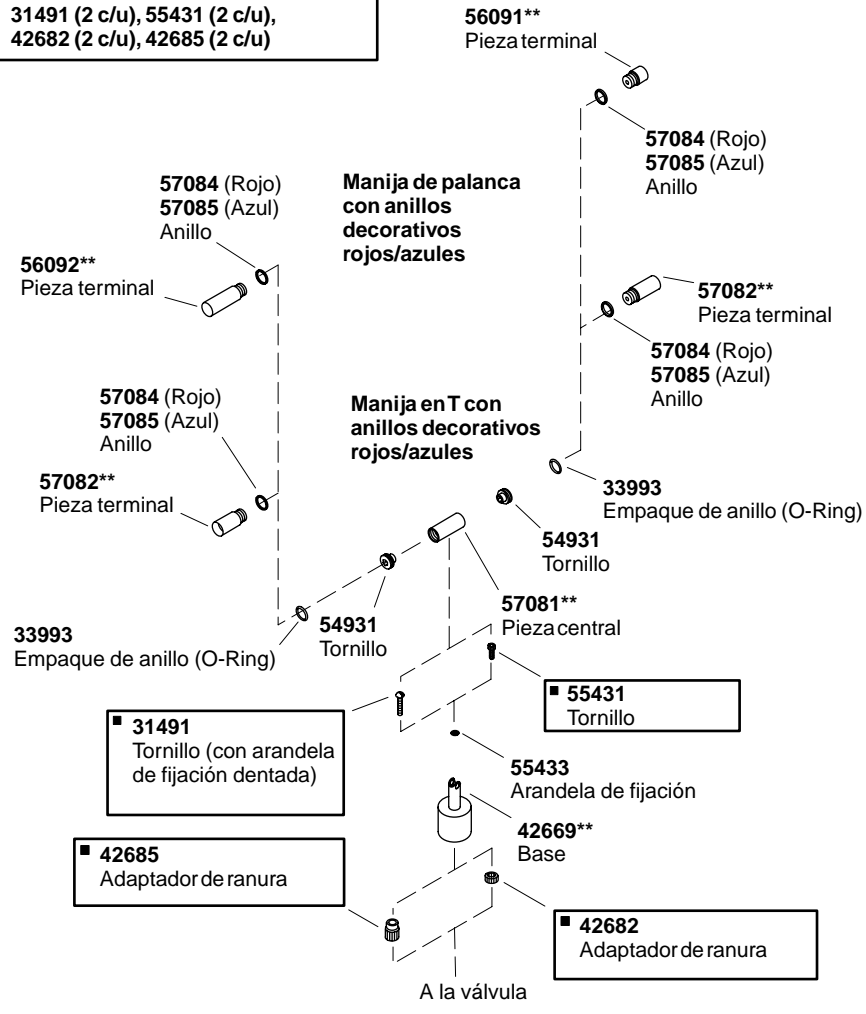 31491 (2 c/u), 55431 (2 c/u),
42682 (2 c/u), 42685 (2 c/u)
56091**
Pieza terminal
57084 (Rojo)
57085 (Azul)
Anillo
57084 (Rojo)
57085 (Azul)
Anillo
Manija de palanca
con anillos
decorativos
rojos/azules
56092**
Pieza terminal
57082**
Pieza terminal
57084 (Rojo)
57085 (Azul)
Anillo
57084 (Rojo)
57085 (Azul)
Anillo
Manija en T con
anillos decorativos
rojos/azules
57082**
Pieza terminal
33993
Empaque de anillo (O-Ring)
54931
Tornillo
57081**
Pieza central
33993
Empaque de anillo (O-Ring)
54931
Tornillo
■ 55431
Tornillo
■ 31491
Tornillo (con arandela
de fijación dentada)
55433
Arandela de fijación
42669**
Base
■ 42685
Adaptador de ranura
■ 42682
Adaptador de ranura
A la válvula